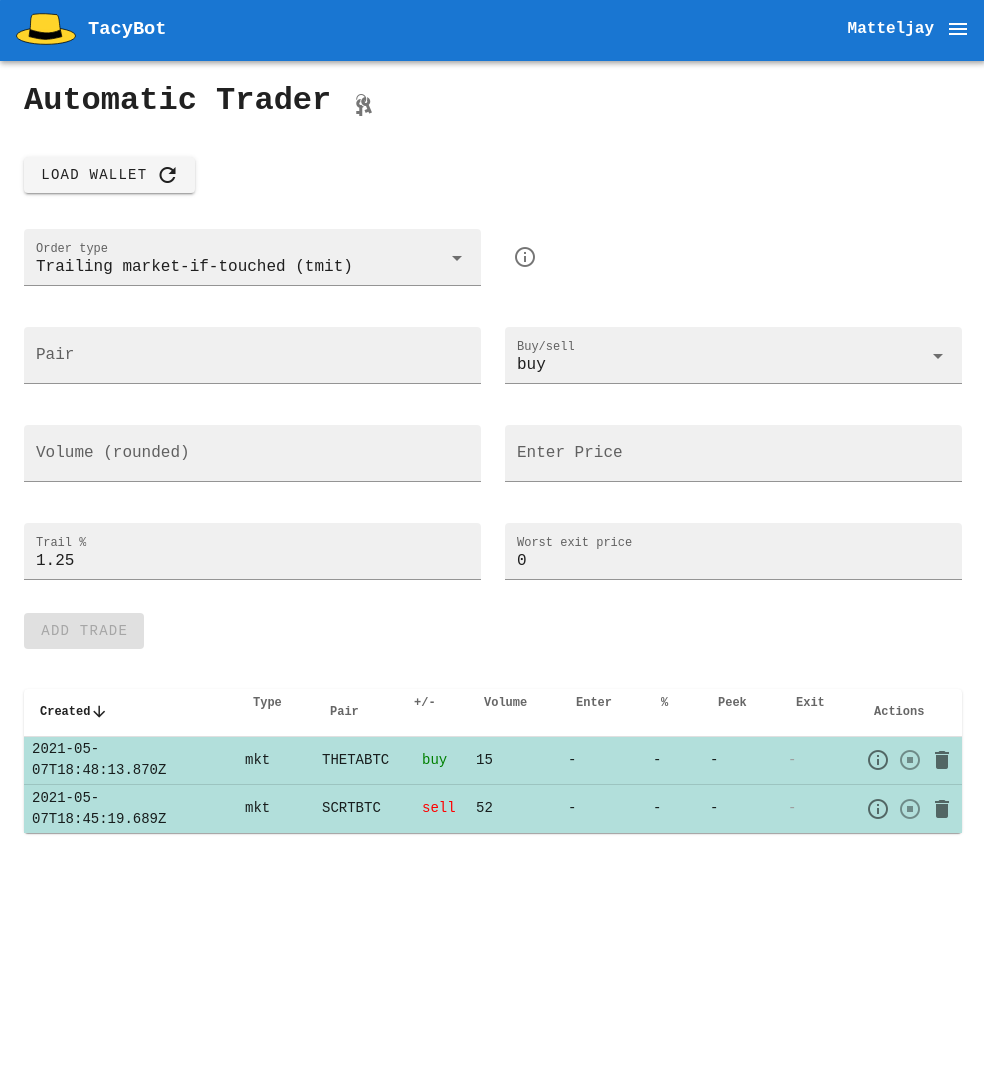 TacyBot
Matteljay
Automatic Trader
LOAD WALLET
Order type
Trailing market-if-touched (tmit)
Pair
Buy/sell
buy
Volume (rounded)
Enter Price
Trail %
1.25
Worst exit price
0
ADD TRADE
Created Type Pair +/- Volume Enter % Peek Exit Actions
2021-05-
07T18:48:13.870Z mkt THETABTC buy 15 - - - -
2021-05-
07T18:45:19.689Z mkt SCRTBTC sell 52 - - - -